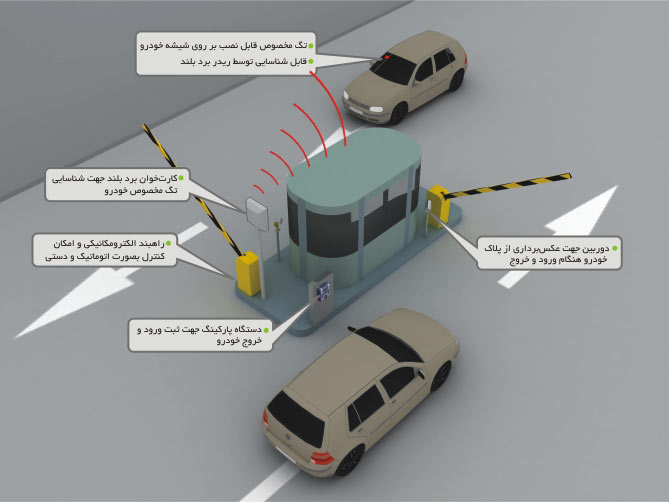 تگ مخصوص قابل نصب بر روی شیشه خودرو
قابل شناسایی توسط ریدر برد بلند
کارت‌خوان برد بلند جهت شناسایی
تگ مخصوص خودرو
راهبند الکترومکانیکی و امکان
کنترل بصورت اتوماتیک و دستی
دوربین جهت عکس‌برداری از پلاک
خودرو هنگام ورود و خروج
دستگاه پارکینگ جهت ثبت ورود و
خروج خودرو